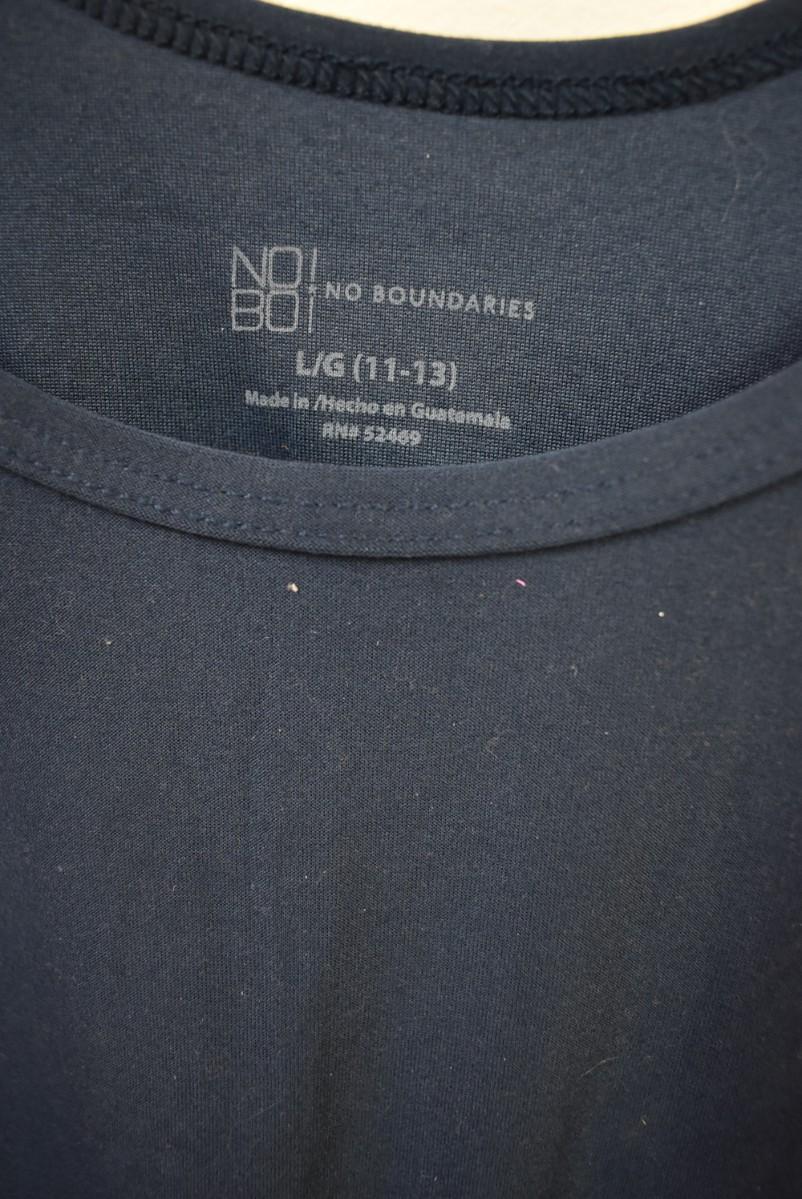 NO!
BO!
NO BOUNDARIES
L/G (11-13)
Made in /Hecho en Guatemala
RN# 52469